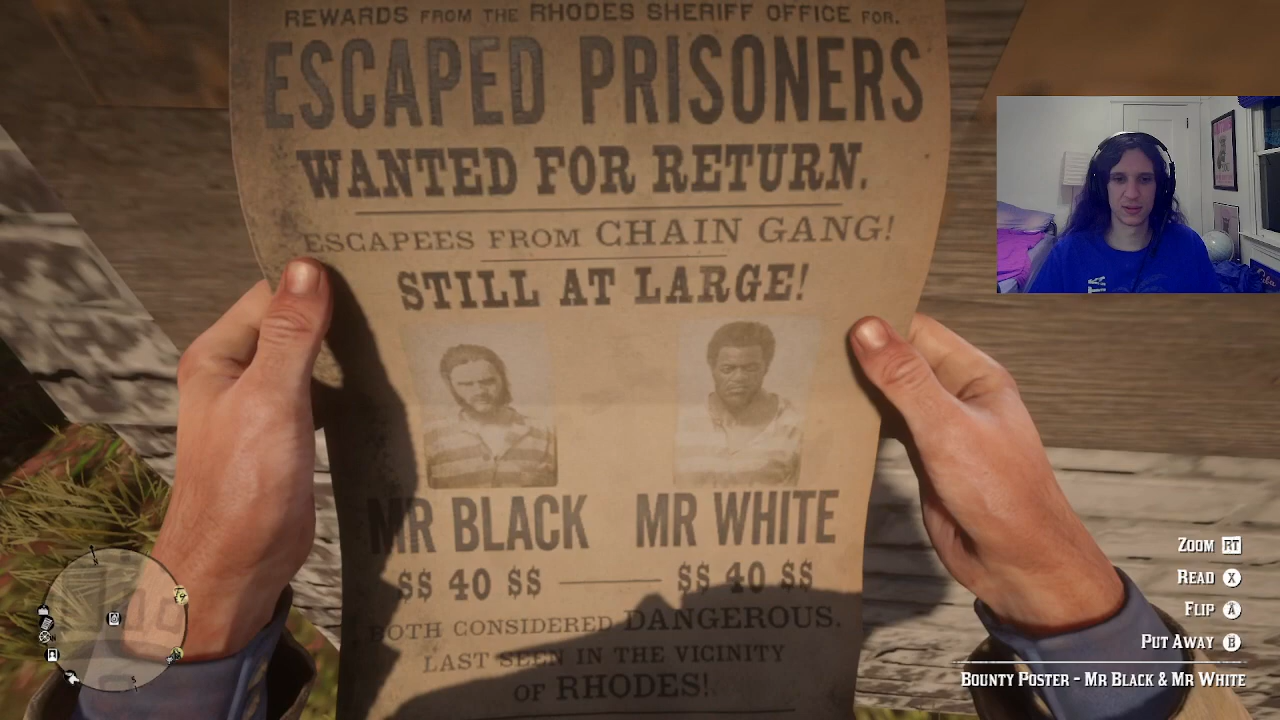 REWARDS FROM THE RHODES SHERIFF OFFICE FOR.
ESCAPED PRISONERS
WANTED FOR RETURN.
ESCAPEES FROM CHAIN GANG!
STILL AT LARGE!
MR BLACK MR WHITE
$$ 40 $$ $$ 40 $$
BOTH CONSIDERED DANGEROUS.
LAST SEEN IN THE VICINITY
OF RHODES!
ZOOM RT
READ X
FLIP A
PUT AWAY B
BOUNTY POSTER - MR BLACK & MR WHITE